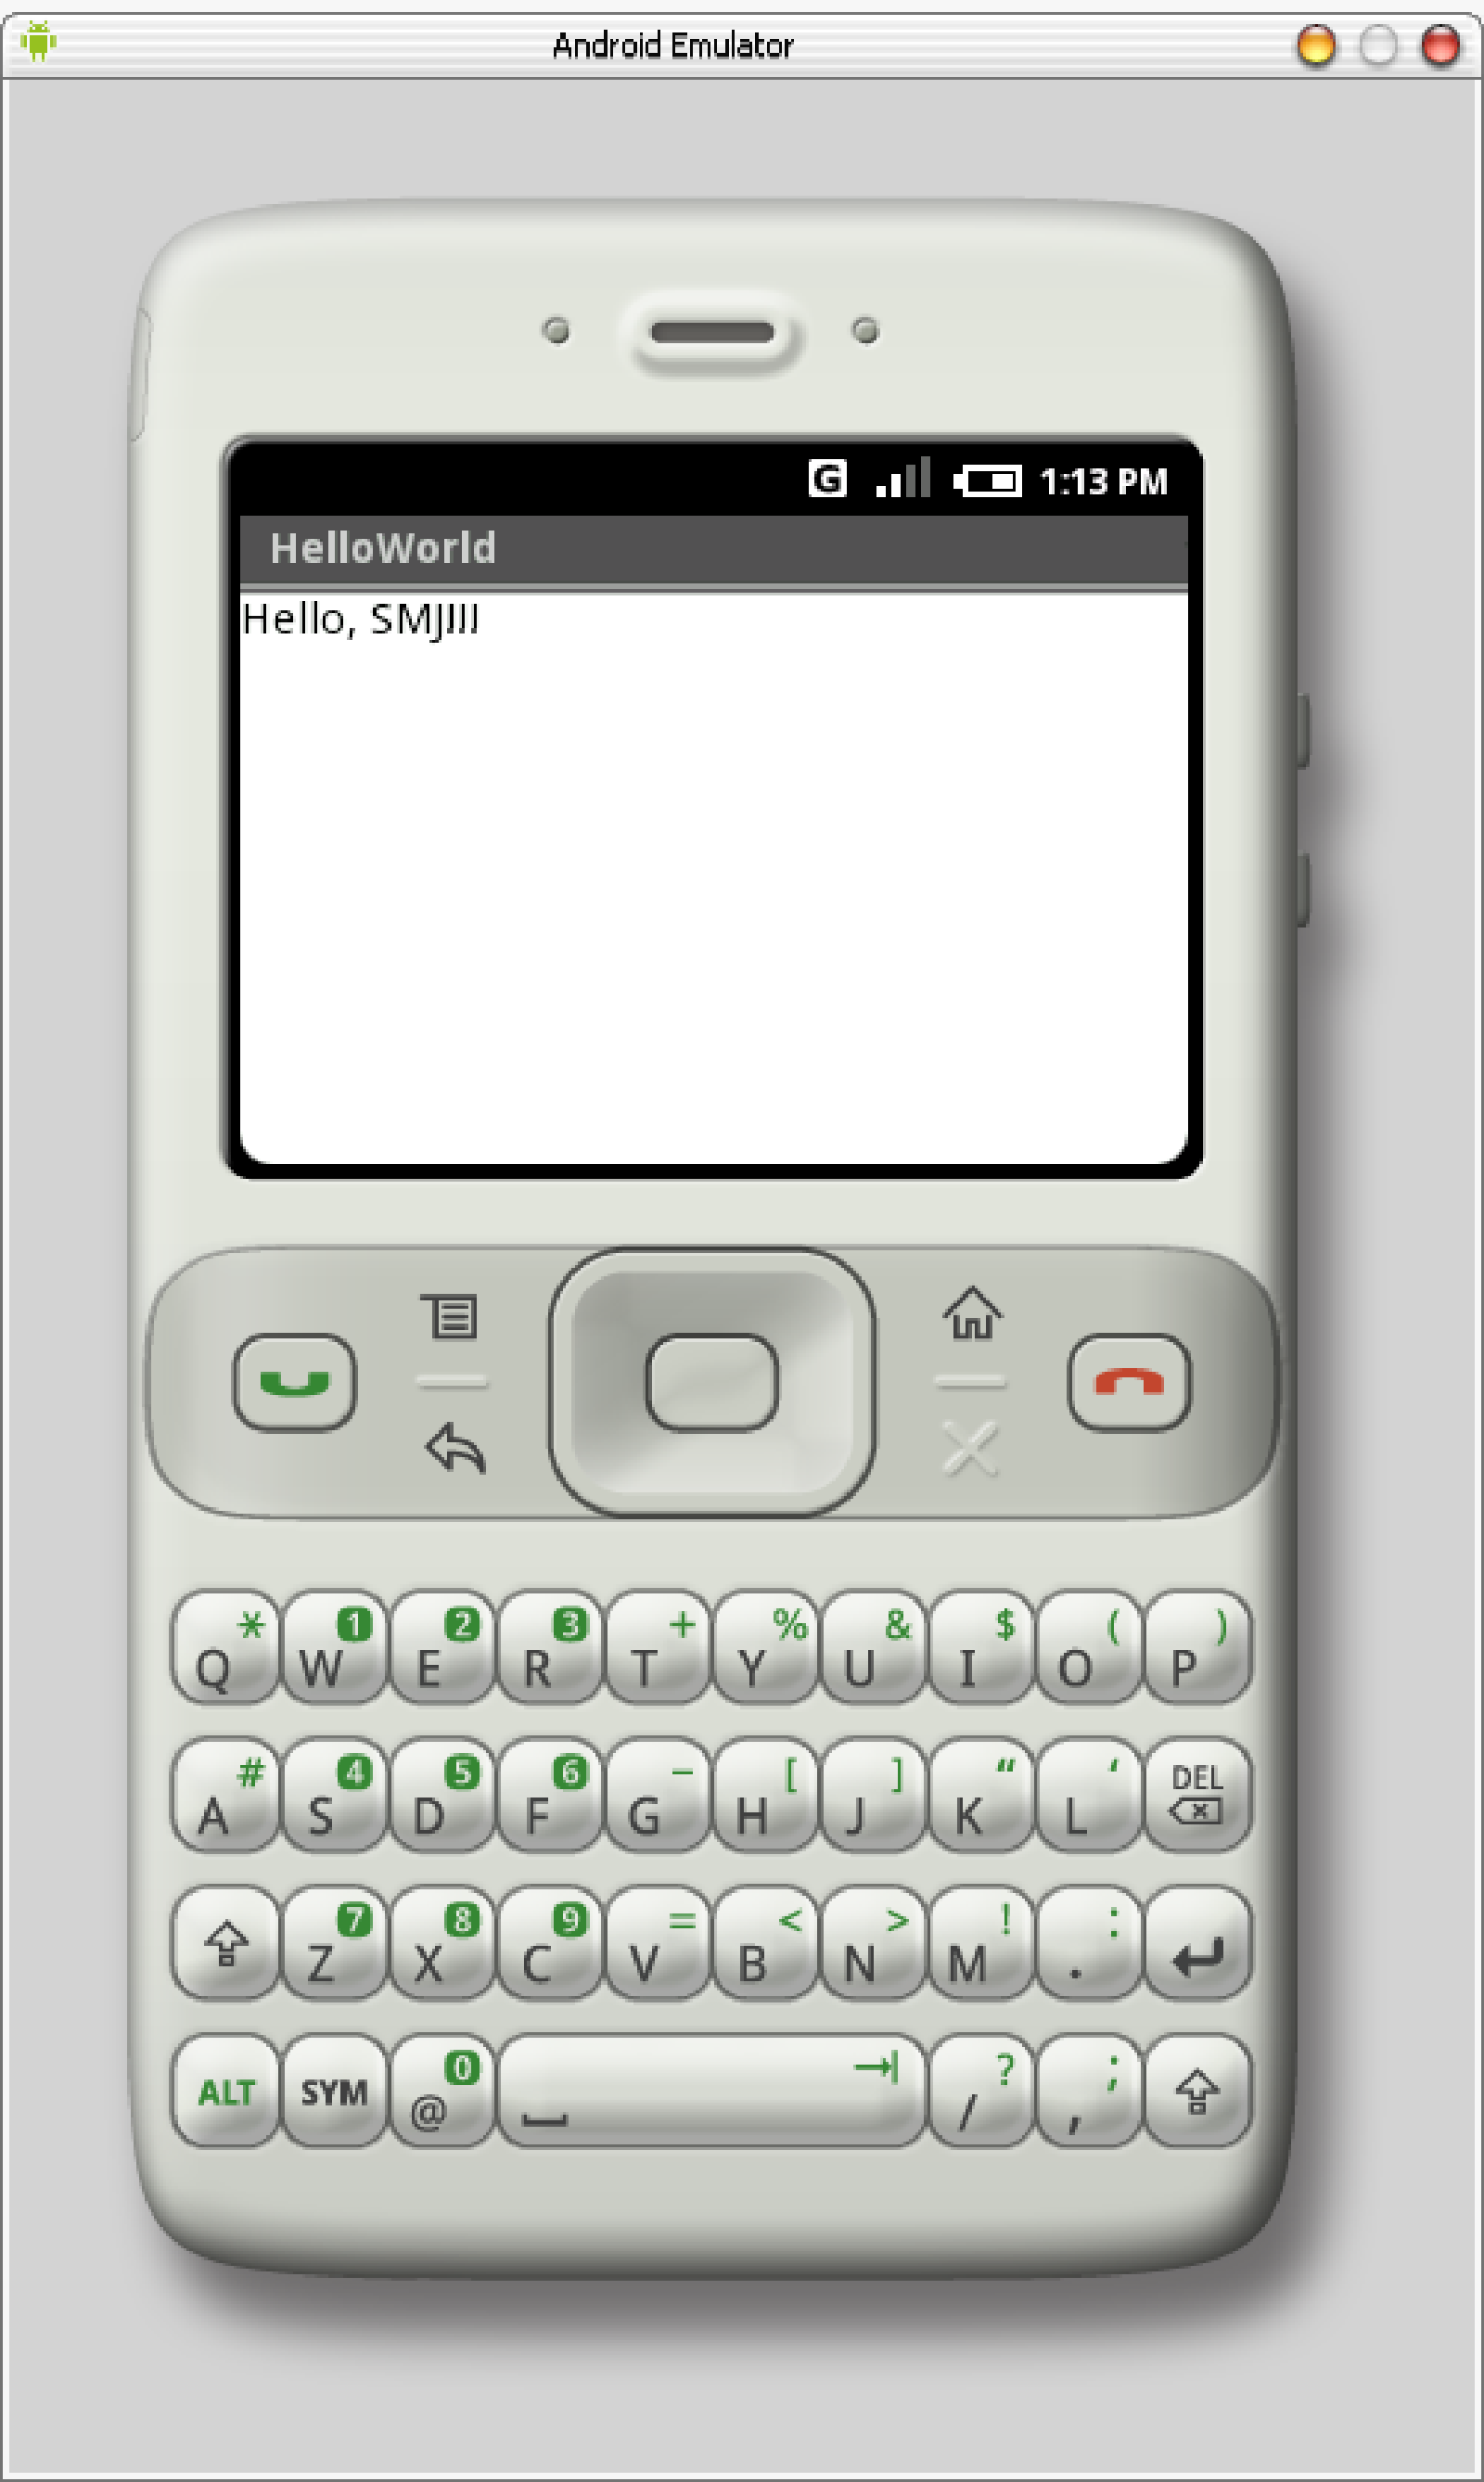 Android Emulator
G 1:13 PM
HelloWorld
Hello, SMJ!!!
* 1 2 3 + % & $ ( )
Q W E R T Y U I O P
# 4 5 6 - [ ] “ ‘ DEL
A S D F G H J K L
7 8 9 = < > ! :
Z X C V B N M .
0 ? ;
ALT SYM @ / ,